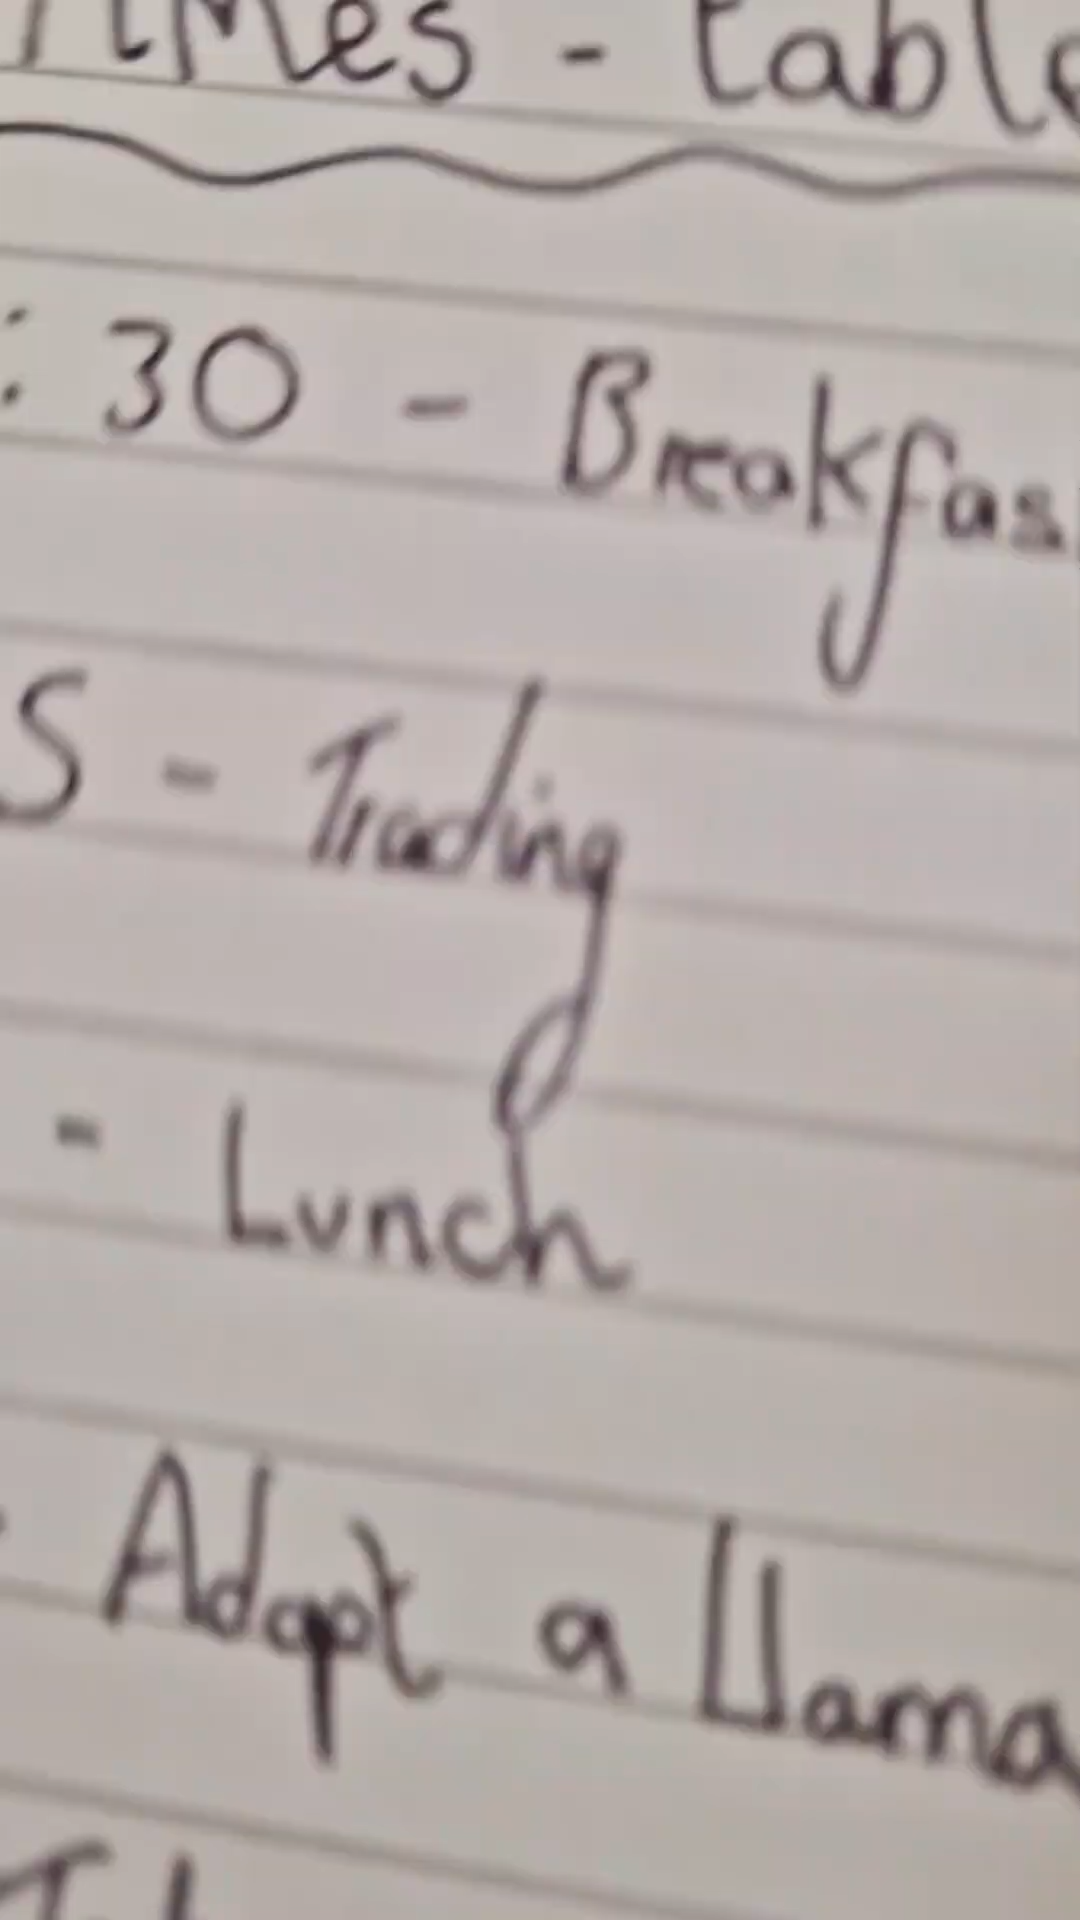 Times - table
: 30 - Breakfast
5 - Trading
- Lunch
Adopt a llama